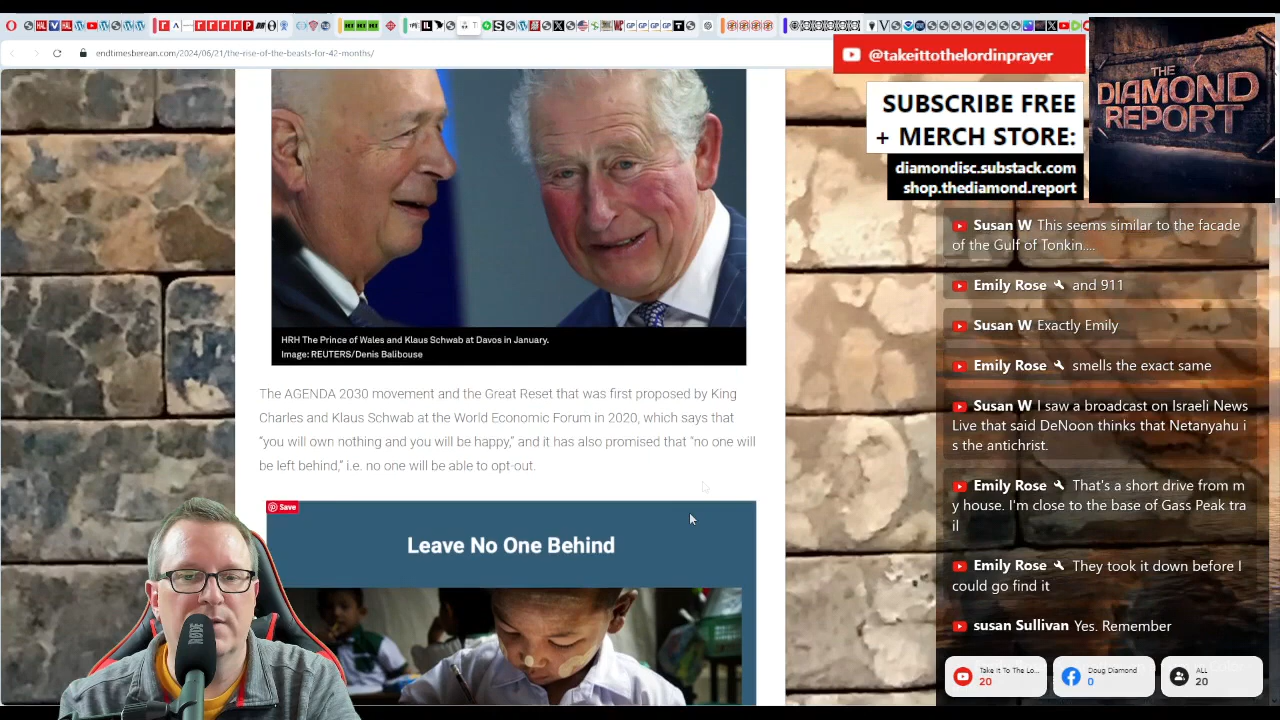 endtimesberean.com/2024/06/21/the-rise-of-the-beasts-for-42-months/
@takeittothelordinprayer
SUBSCRIBE FREE
+ MERCH STORE:
diamondisc.substack.com
shop.thediamond.report
THE
DIAMOND
REPORT
HRH The Prince of Wales and Klaus Schwab at Davos in January.
Image: REUTERS/Denis Balibouse
The AGENDA 2030 movement and the Great Reset that was first proposed by King
Charles and Klaus Schwab at the World Economic Forum in 2020, which says that
“you will own nothing and you will be happy,” and it has also promised that “no one will
be left behind,” i.e. no one will be able to opt-out.
Save
Leave No One Behind
Susan W This seems similar to the facade
of the Gulf of Tonkin....
Emily Rose and 911
Susan W Exactly Emily
Emily Rose smells the exact same
Susan W I saw a broadcast on Israeli News
Live that said DeNoon thinks that Netanyahu i
s the antichrist.
Emily Rose That's a short drive from m
y house. I'm close to the base of Gass Peak tra
il
Emily Rose They took it down before I
could go find it
susan Sullivan Yes. Remember
Take It To The Lo...
20
Doug Diamond
0
ALL
20